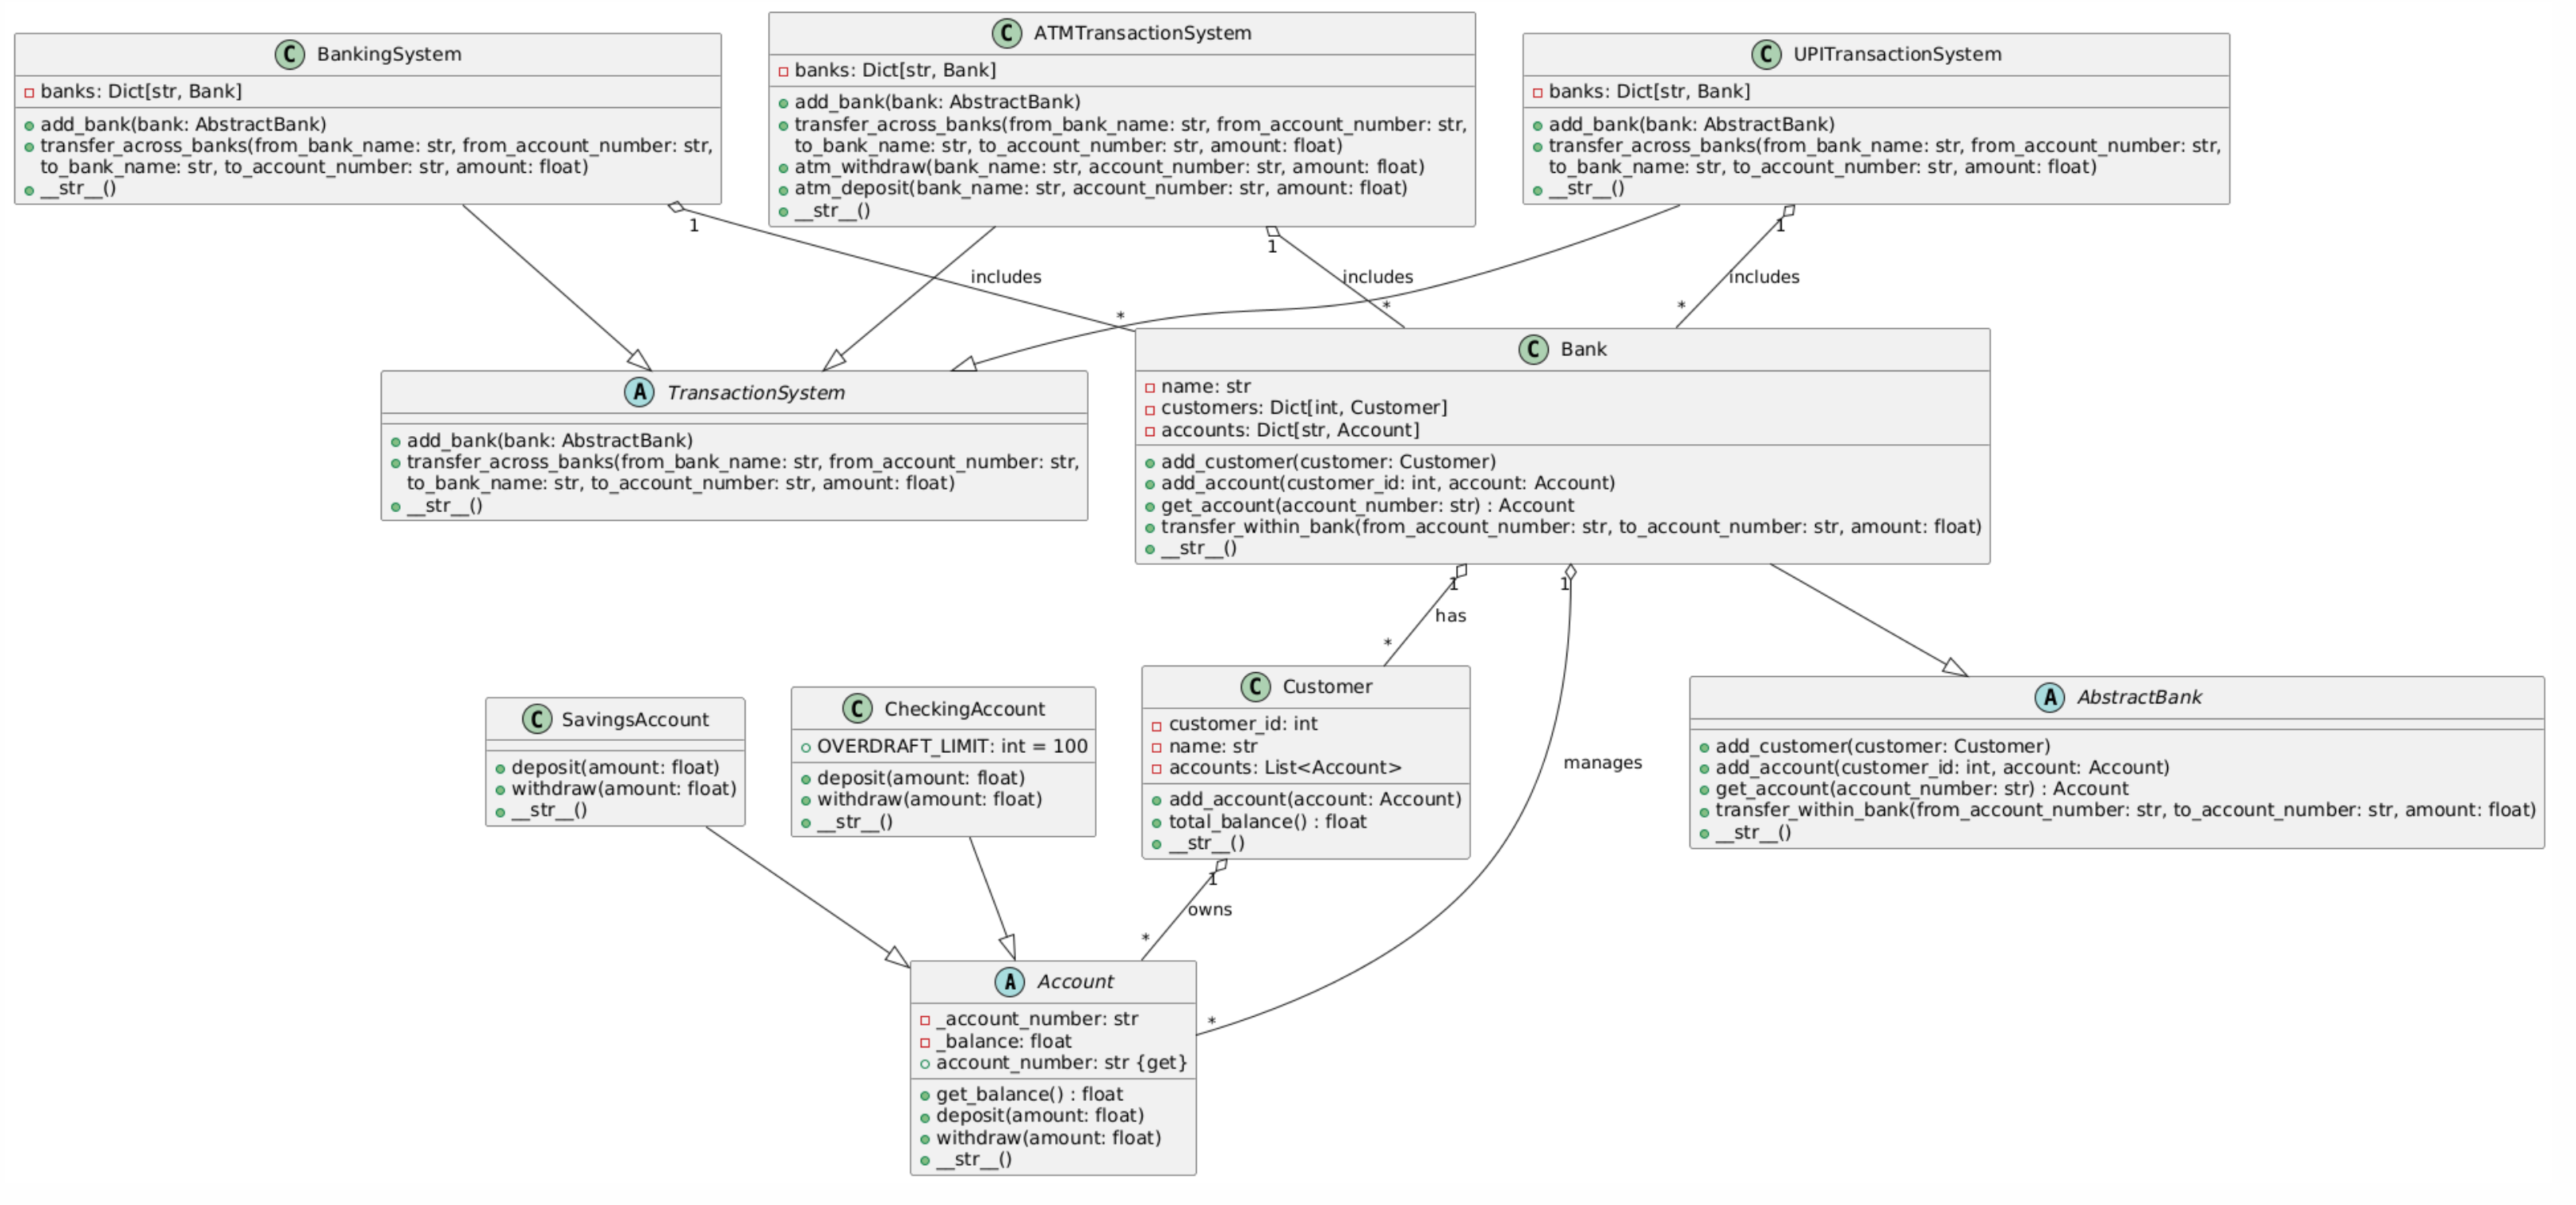 C BankingSystem
banks: Dict[str, Bank]
add_bank(bank: AbstractBank)
transfer_across_banks(from_bank_name: str, from_account_number: str,
to_bank_name: str, to_account_number: str, amount: float)
__str__()
C ATMTransactionSystem
banks: Dict[str, Bank]
add_bank(bank: AbstractBank)
transfer_across_banks(from_bank_name: str, from_account_number: str,
to_bank_name: str, to_account_number: str, amount: float)
atm_withdraw(bank_name: str, account_number: str, amount: float)
atm_deposit(bank_name: str, account_number: str, amount: float)
__str__()
C UPITransactionSystem
banks: Dict[str, Bank]
add_bank(bank: AbstractBank)
transfer_across_banks(from_bank_name: str, from_account_number: str,
to_bank_name: str, to_account_number: str, amount: float)
__str__()
1
includes
*
1
includes
*
1
includes
*
A TransactionSystem
add_bank(bank: AbstractBank)
transfer_across_banks(from_bank_name: str, from_account_number: str,
to_bank_name: str, to_account_number: str, amount: float)
__str__()
C Bank
name: str
customers: Dict[int, Customer]
accounts: Dict[str, Account]
add_customer(customer: Customer)
add_account(customer_id: int, account: Account)
get_account(account_number: str) : Account
transfer_within_bank(from_account_number: str, to_account_number: str, amount: float)
__str__()
1
has
*
1
manages
*
C SavingsAccount
deposit(amount: float)
withdraw(amount: float)
__str__()
C CheckingAccount
OVERDRAFT_LIMIT: int = 100
deposit(amount: float)
withdraw(amount: float)
__str__()
C Customer
customer_id: int
name: str
accounts: List<Account>
add_account(account: Account)
total_balance() : float
__str__()
A AbstractBank
add_customer(customer: Customer)
add_account(customer_id: int, account: Account)
get_account(account_number: str) : Account
transfer_within_bank(from_account_number: str, to_account_number: str, amount: float)
__str__()
1
owns
*
A Account
_account_number: str
_balance: float
account_number: str {get}
get_balance() : float
deposit(amount: float)
withdraw(amount: float)
__str__()